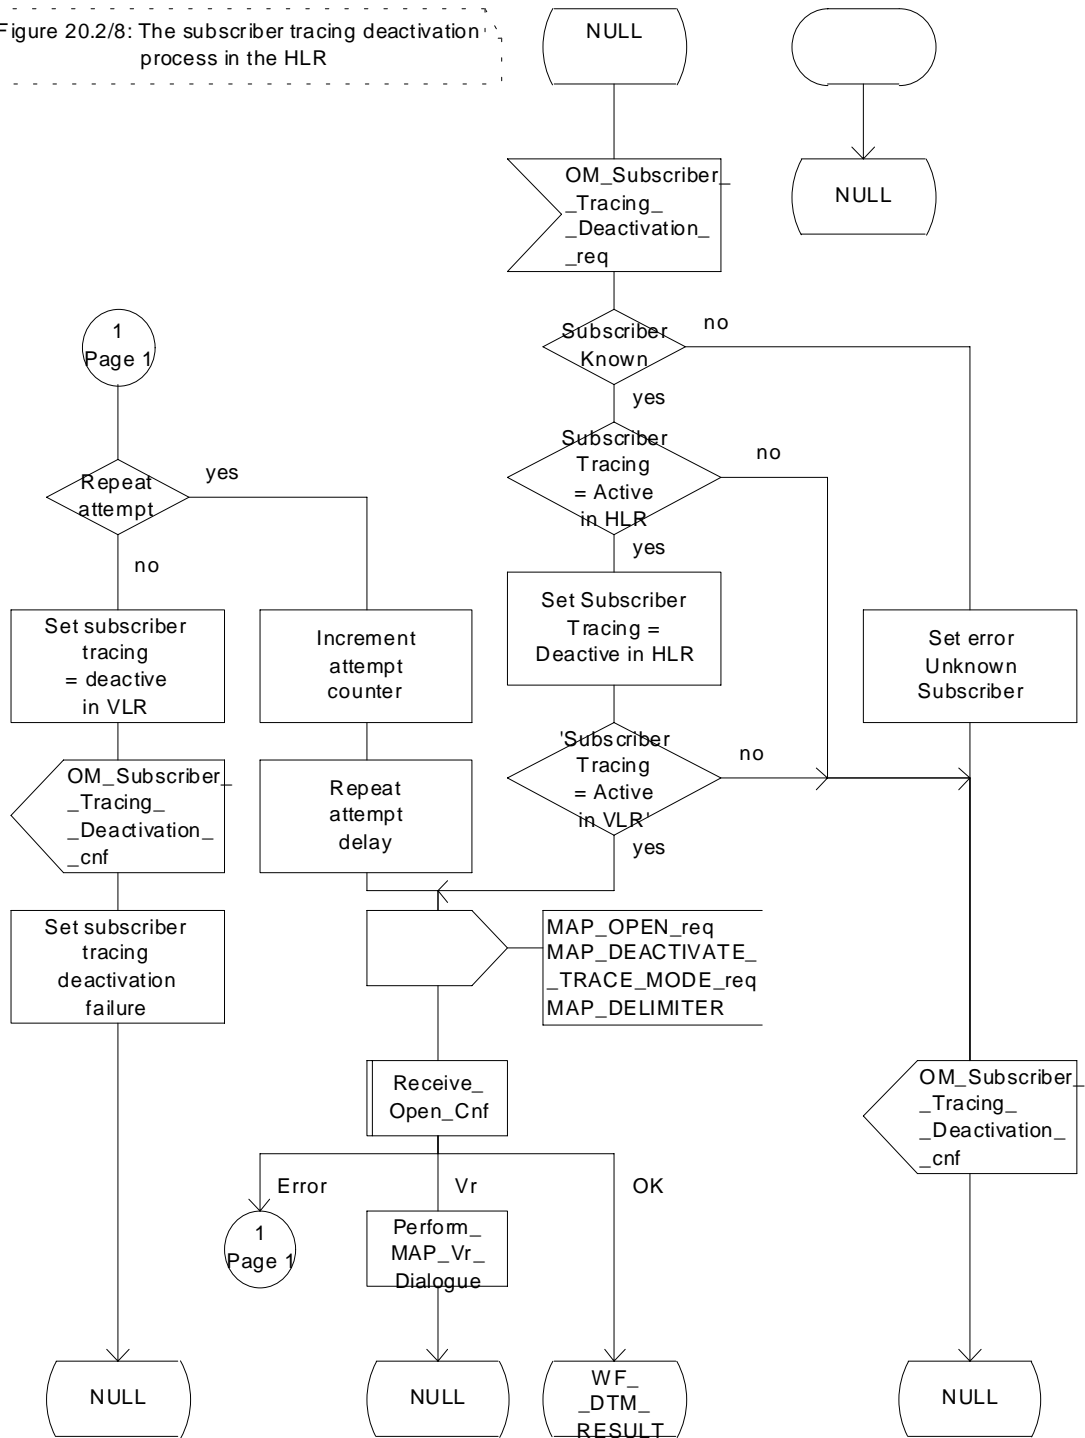 Figure 20.2/8: The subscriber tracing deactivation
process in the HLR
NULL
NULL
OM_Subscriber_
_Tracing_
_Deactivation_
_req
Subscriber
Known
no
yes
1
Page 1
Subscriber
Tracing
= Active
in HLR
no
yes
Repeat
attempt
yes
no
Set Subscriber
Tracing =
Deactive in HLR
Set subscriber
tracing
= deactive
in VLR
Increment
attempt
counter
Set error
Unknown
Subscriber
'Subscriber
Tracing
= Active
in VLR'
no
yes
OM_Subscriber_
_Tracing_
_Deactivation_
_cnf
Repeat
attempt
delay
Set subscriber
tracing
deactivation
failure
MAP_OPEN_req
MAP_DEACTIVATE_
_TRACE_MODE_req
MAP_DELIMITER
Receive_
Open_Cnf
OM_Subscriber_
_Tracing_
_Deactivation_
_cnf
Error
Vr
OK
1
Page 1
Perform_
MAP_Vr_
Dialogue
NULL
NULL
WF_
_DTM_
RESULT
NULL